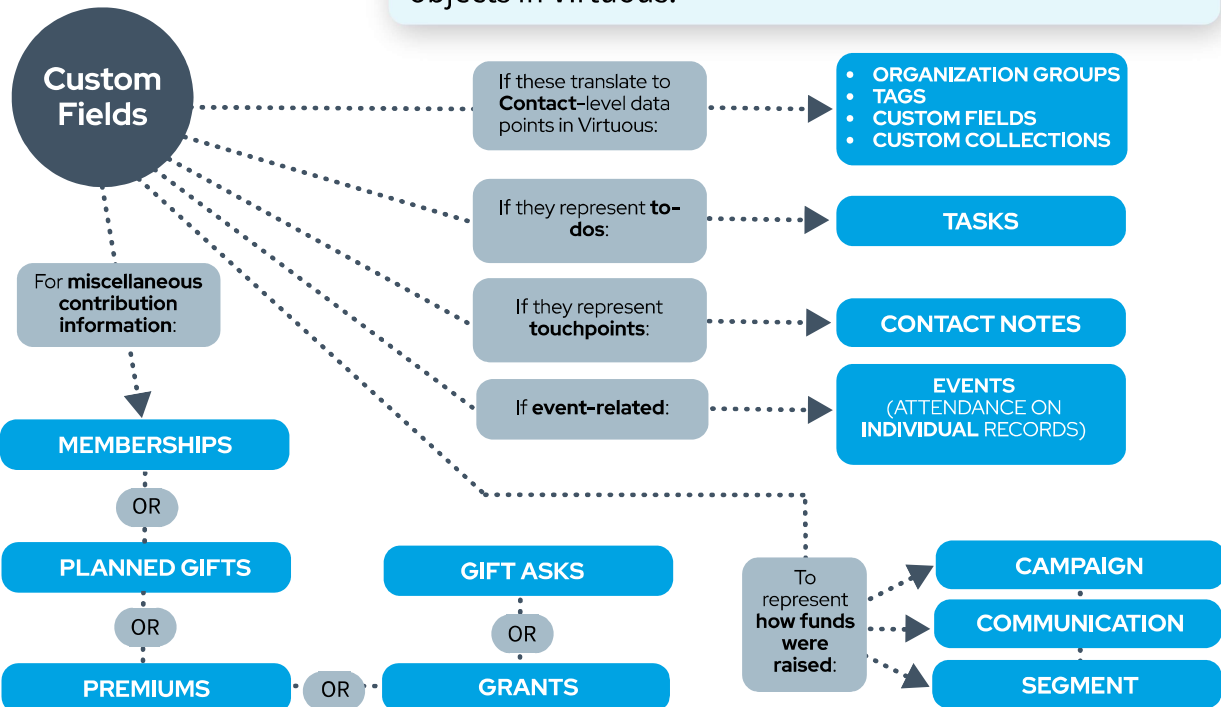 objects in Virtuous.
Custom
Fields
If these translate to
Contact-level data
points in Virtuous:
• ORGANIZATION GROUPS
• TAGS
• CUSTOM FIELDS
• CUSTOM COLLECTIONS
If they represent to-
dos:
TASKS
For miscellaneous
contribution
information:
If they represent
touchpoints:
CONTACT NOTES
If event-related:
EVENTS
(ATTENDANCE ON
INDIVIDUAL RECORDS)
MEMBERSHIPS
OR
PLANNED GIFTS
OR
PREMIUMS
OR
GIFT ASKS
OR
GRANTS
To
represent
how funds
were
raised:
CAMPAIGN
COMMUNICATION
SEGMENT